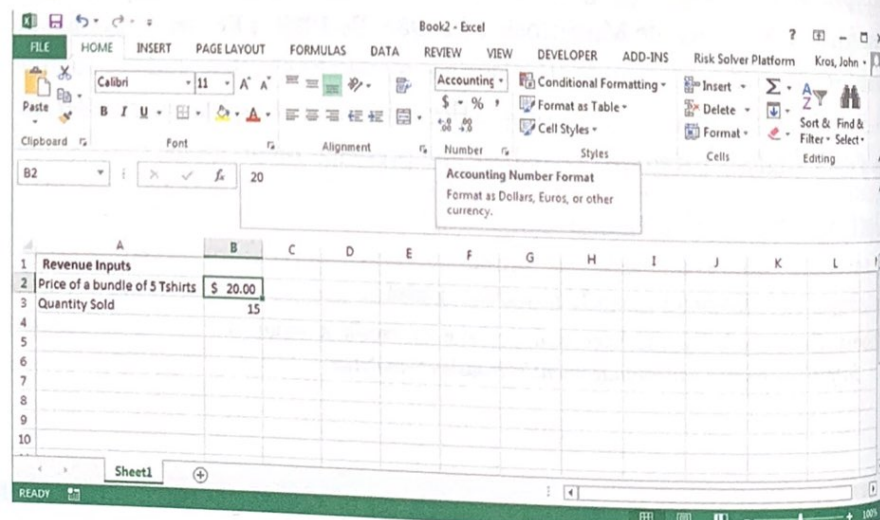 Book2 - Excel
?
FILE HOME INSERT PAGE LAYOUT FORMULAS DATA REVIEW VIEW DEVELOPER ADD-INS Risk Solver Platform Kros, John
Calibri 11 A A Accounting Conditional Formatting Insert Σ
Paste B I U A $ % , Format as Table Delete Sort & Find &
Cell Styles Format Filter Select
Clipboard Font Alignment Number Styles Cells Editing
B2 fx 20
Accounting Number Format
Format as Dollars, Euros, or other
currency.
A B C D E F G H I J K L
1 Revenue Inputs
2 Price of a bundle of 5 Tshirts $ 20.00
3 Quantity Sold 15
4
5
6
7
8
9
10
Sheet1
READY
100%